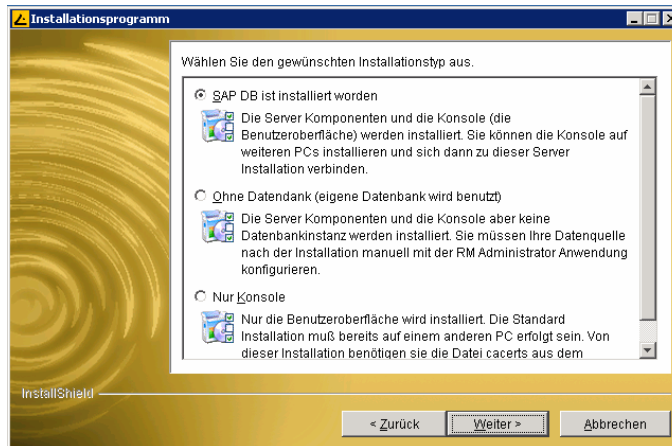 Installationsprogramm
Wählen Sie den gewünschten Installationstyp aus.
SAP DB ist installiert worden
Die Server Komponenten und die Konsole (die
Benutzeroberfläche) werden installiert. Sie können die Konsole auf
weiteren PCs installieren und sich dann zu dieser Server
Installation verbinden.
Ohne Datendank (eigene Datenbank wird benutzt)
Die Server Komponenten und die Konsole aber keine
Datenbankinstanz werden installiert. Sie müssen Ihre Datenquelle
nach der Installation manuell mit der RM Administrator Anwendung
konfigurieren.
Nur Konsole
Nur die Benutzeroberfläche wird installiert. Die Standard
Installation muß bereits auf einem anderen PC erfolgt sein. Von
dieser Installation benötigen sie die Datei cacerts aus dem
InstallShield
< Zurück Weiter > Abbrechen